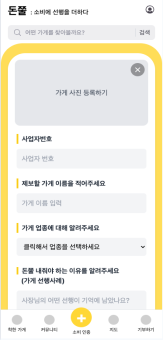 돈쭐 : 소비에 선행을 더하다
어떤 가게를 찾아볼까요? 검색
가게 사진 등록하기
사업자번호
사업자 번호
제보할 가게 이름을 적어주세요
가게 이름 입력
가게 업종에 대해 알려주세요
클릭해서 업종을 선택하세요
돈쭐 내줘야 하는 이유를 알려주세요
(가게 선행사례)
사장님의 어떤 선행이 기억에 남았나요?
착한 가게 커뮤니티 소비 인증 피드 기부하기